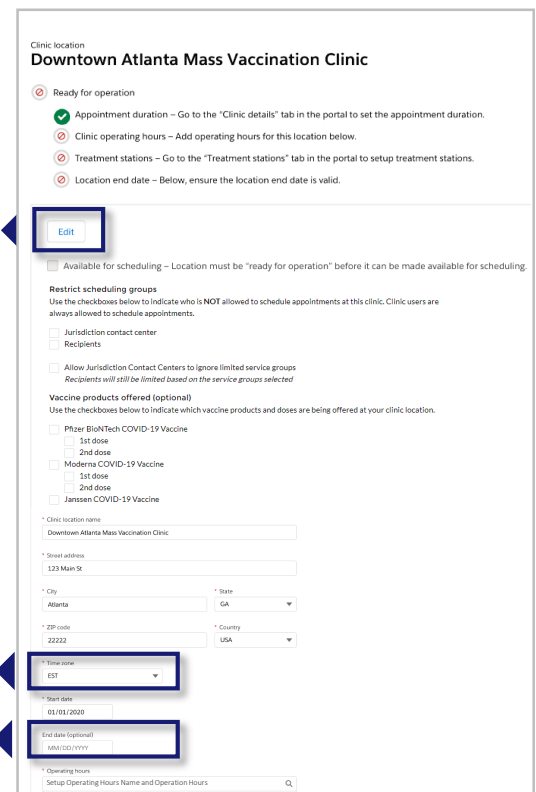 Clinic location
Downtown Atlanta Mass Vaccination Clinic
Ready for operation
Appointment duration – Go to the "Clinic details" tab in the portal to set the appointment duration.
Clinic operating hours – Add operating hours for this location below.
Treatment stations – Go to the "Treatment stations" tab in the portal to setup treatment stations.
Location end date – Below, ensure the location end date is valid.
Edit
Available for scheduling – Location must be "ready for operation" before it can be made available for scheduling.
Restrict scheduling groups
Use the checkboxes below to indicate who is NOT allowed to schedule appointments at this clinic. Clinic users are
always allowed to schedule appointments.
Jurisdiction contact center
Recipients
Allow Jurisdiction Contact Centers to ignore limited service groups
Recipients will still be limited based on the service groups selected
Vaccine products offered (optional)
Use the checkboxes below to indicate which vaccine products and doses are being offered at your clinic location.
Pfizer BioNTech COVID-19 Vaccine
1st dose
2nd dose
Moderna COVID-19 Vaccine
1st dose
2nd dose
Janssen COVID-19 Vaccine
* Clinic location name
Downtown Atlanta Mass Vaccination Clinic
* Street address
123 Main St
* City * State
Atlanta GA
* ZIP code * Country
22222 USA
* Time zone
EST
* Start date
01/01/2020
End date (optional)
MM/DD/YYYY
* Operating hours
Setup Operating Hours Name and Operation Hours